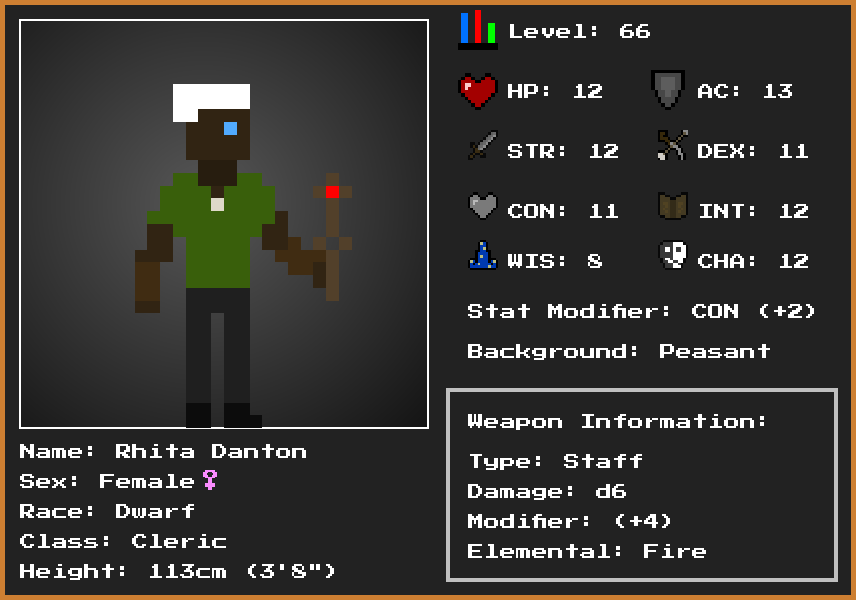 Level: 66
HP: 12
AC: 13
STR: 12
DEX: 11
CON: 11
INT: 12
WIS: 8
CHA: 12
Stat Modifier: CON (+2)
Background: Peasant
Weapon Information:
Type: Staff
Damage: d6
Modifier: (+4)
Elemental: Fire
Name: Rhita Danton
Sex: Female♀
Race: Dwarf
Class: Cleric
Height: 113cm (3'8")